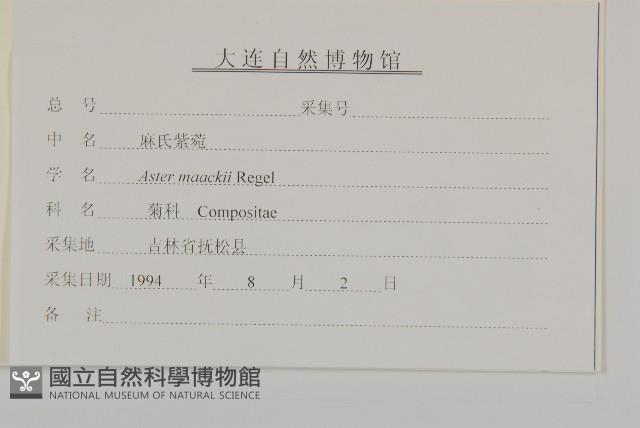 大连自然博物馆
总 号 采集号
中 名 麻氏紫菀
学 名 Aster maackii Regel
科 名 菊科 Compositae
采集地 吉林省抚松县
采集日期 1994 年 8 月 2 日
备 注
國立自然科學博物館
NATIONAL MUSEUM OF NATURAL SCIENCE